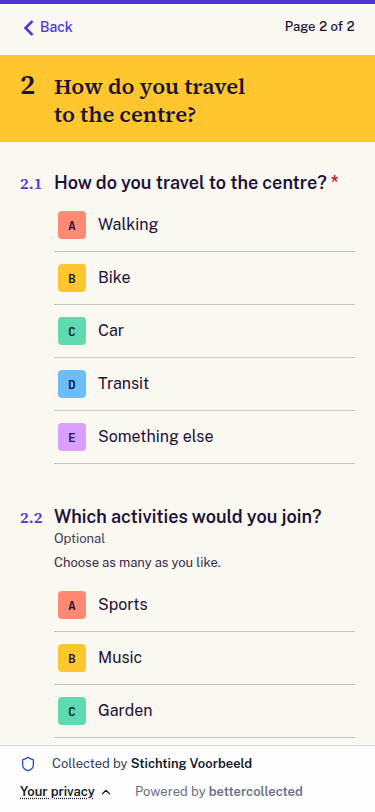 Back
Page 2 of 2
2 How do you travel
to the centre?
2.1 How do you travel to the centre? *
A Walking
B Bike
C Car
D Transit
E Something else
2.2 Which activities would you join?
Optional
Choose as many as you like.
A Sports
B Music
C Garden
Collected by Stichting Voorbeeld
Your privacy Powered by bettercollected